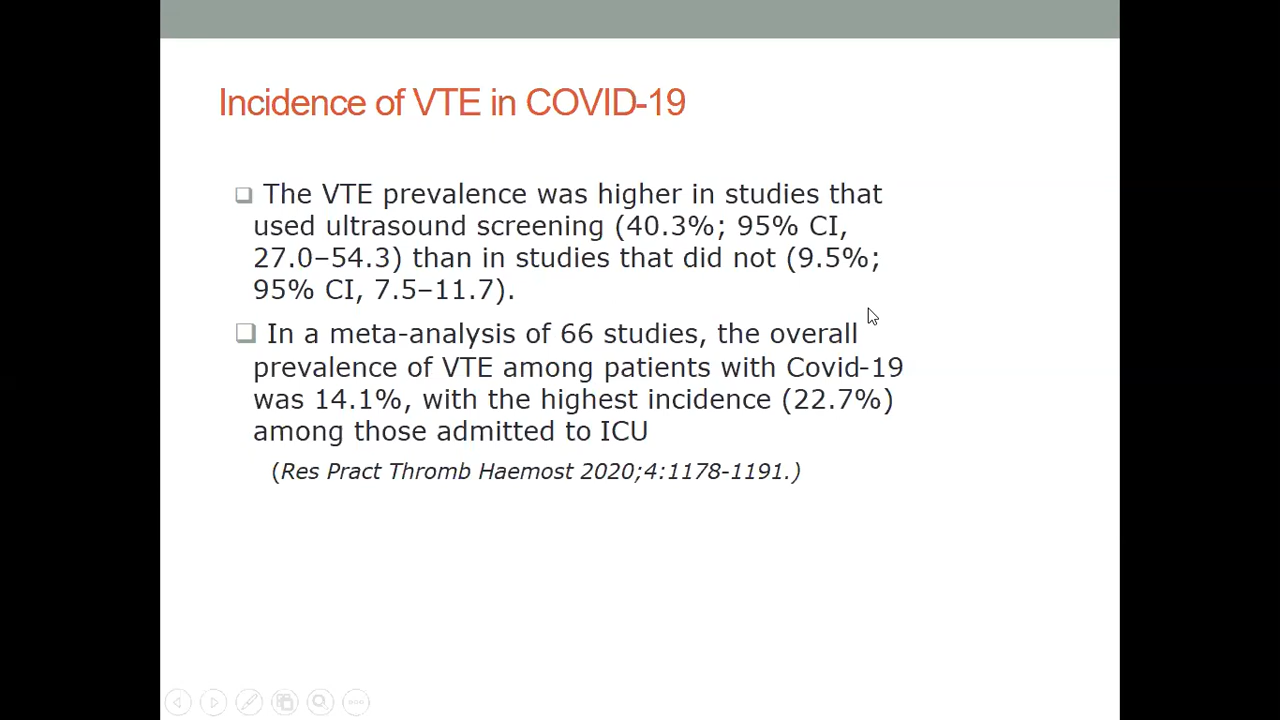 Incidence of VTE in COVID-19
The VTE prevalence was higher in studies that
used ultrasound screening (40.3%; 95% CI,
27.0–54.3) than in studies that did not (9.5%;
95% CI, 7.5–11.7).
In a meta-analysis of 66 studies, the overall
prevalence of VTE among patients with Covid-19
was 14.1%, with the highest incidence (22.7%)
among those admitted to ICU
(Res Pract Thromb Haemost 2020;4:1178-1191.)